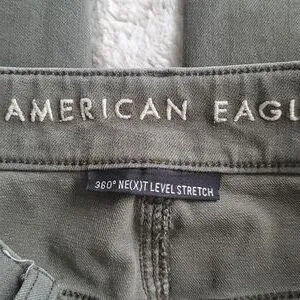 AMERICAN EAGL
360° NE(X)T LEVEL STRETCH